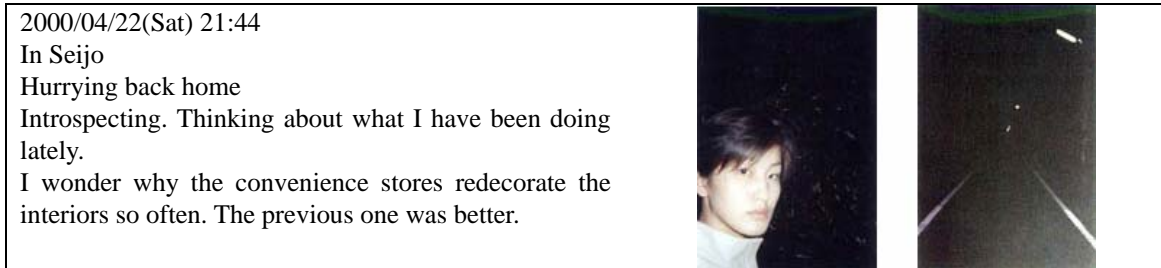 2000/04/22(Sat) 21:44
In Seijo
Hurrying back home
Introspecting. Thinking about what I have been doing
lately.
I wonder why the convenience stores redecorate the
interiors so often. The previous one was better.